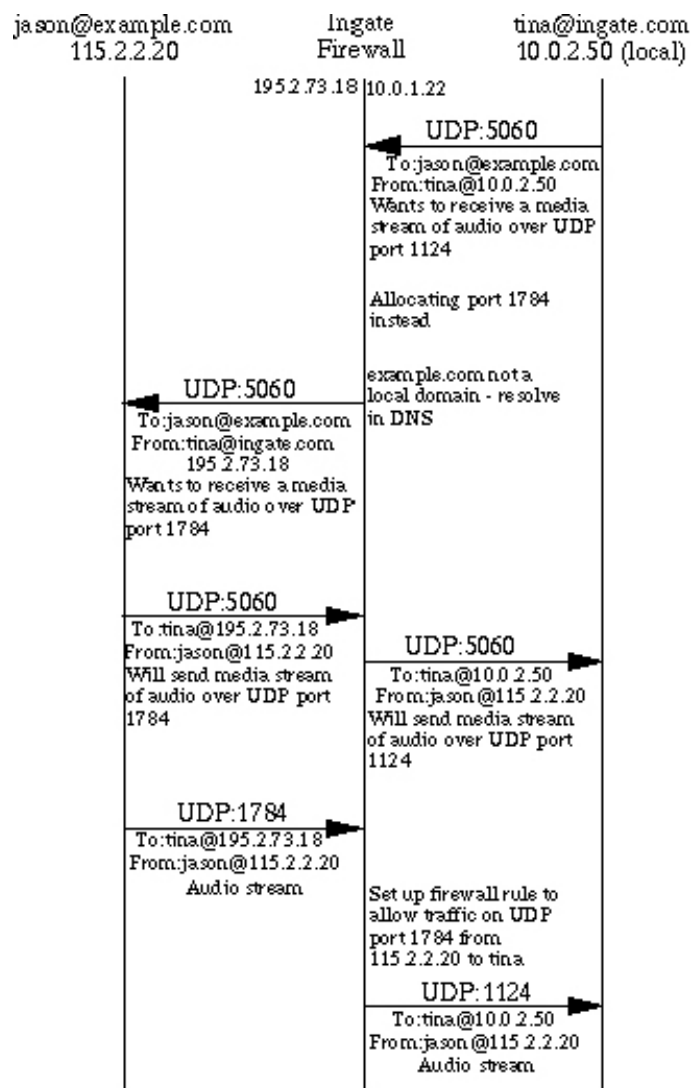 jason@example.com
115.2.2.20
Ingate
Firewall
tina@ingate.com
10.0.2.50 (local)
195.2.73.18
10.0.1.22
UDP:5060
To:jason@example.com
From:tina@10.0.2.50
Wants to receive a media
stream of audio over UDP
port 1124
Allocating port 1784
instead
example.com not a
local domain - resolve
in DNS
UDP:5060
To:jason@example.com
From:tina@ingate.com
195.2.73.18
Wants to receive a media
stream of audio over UDP
port 1784
UDP:5060
To:tina@195.2.73.18
From:jason@115.2.2.20
Will send media stream
of audio over UDP port
1784
UDP:5060
To:tina@10.0.2.50
From:jason@115.2.2.20
Will send media stream
of audio over UDP port
1124
UDP:1784
To:tina@195.2.73.18
From:jason@115.2.2.20
Audio stream
Set up firewall rule to
allow traffic on UDP
port 1784 from
115.2.2.20 to tina
UDP:1124
To:tina@10.0.2.50
From:jason@115.2.2.20
Audio stream